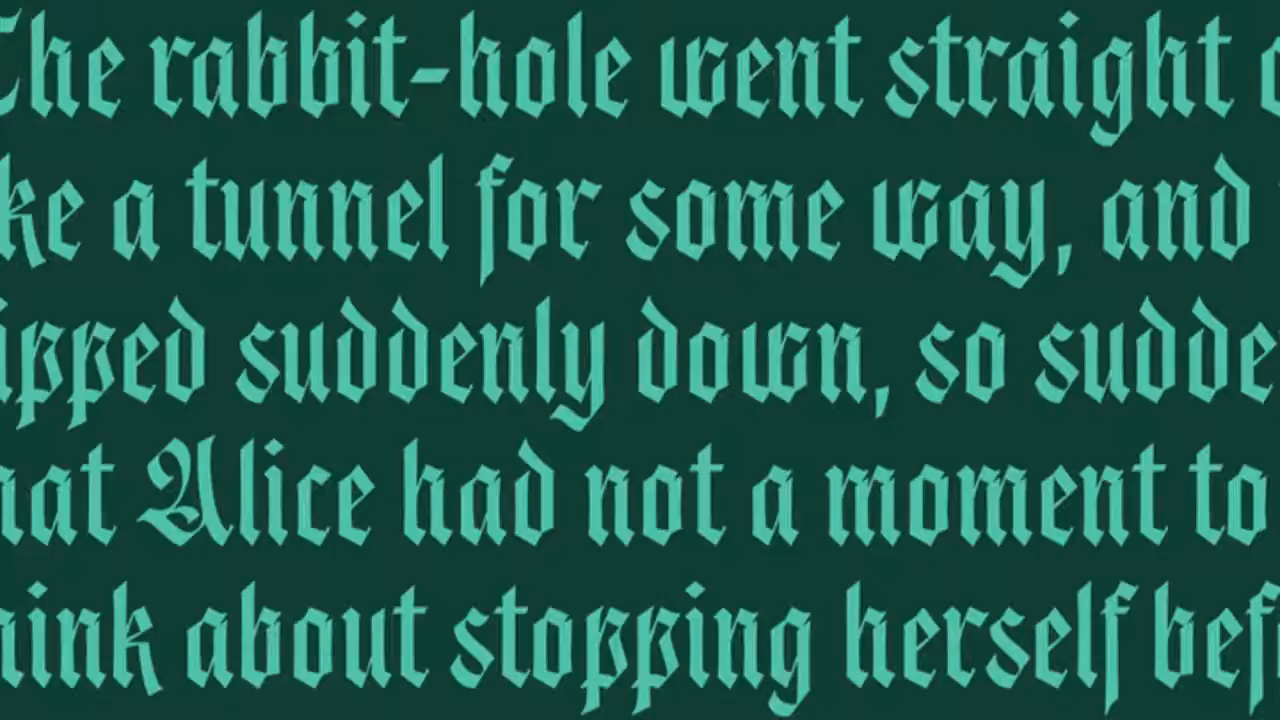 The rabbit-hole went straight
ke a tunnel for some way, and
ipped suddenly down, so sudde
hat Alice had not a moment to
hink about stopping herself bef